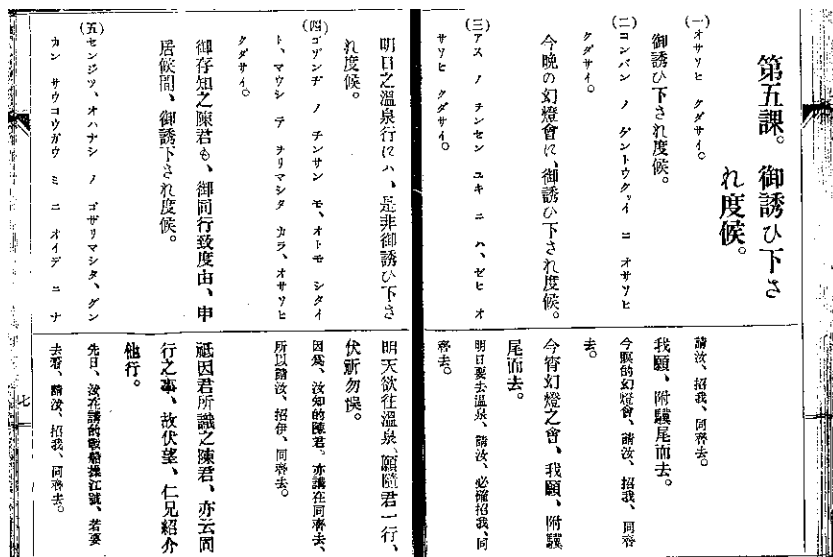 第五課。御誘ひ下さ
れ度候。
(一)オサソヒ クダサイ。
御誘ひ下され度候。
(二)コンバン ノ ゲントウクワイ ニ オサソヒ
クダサイ。
今晩の幻燈會に、御誘ひ下され度候。
(三)アス ノ オンセン ユキ ニ ハ、ゼヒ オ
サソヒ クダサイ。
明日之溫泉行にハ、是非御誘ひ下さ
れ度候。
(四)ゴゾンヂ ノ チンサン モ、オトモ シタイ
ト、マウシ テ ヲリマシタ カラ、オサソヒ
クダサイ。
御存知之陳君も、御同行致度由、申
居候間、御誘下され度候。
(五)センジツ、オハナシ ノ ゴザリマシタ、グン
カン サウコウガウ ミ ニ オイデ ニ ナ
請汝、招我、同齊去。
我願、附驥尾而去。
今暝的幻燈會、請汝、招我、同齊
去。
今宵幻燈之會、我願、附驥
尾而去。
明日要去溫泉、請汝、必確招我、同
齊去。
明天欲往溫泉、願隨君一行、
伏祈勿悞。
因爲、汝知的陳君、亦講在同齊去、
所以請汝、招伊、同齊去。
祗因君所識之陳君、亦云同
行之事、故伏望、仁兄紹介
他行。
先日、汝在講的戰船操江號、若要
去看、請汝、招我、同齊去。
七